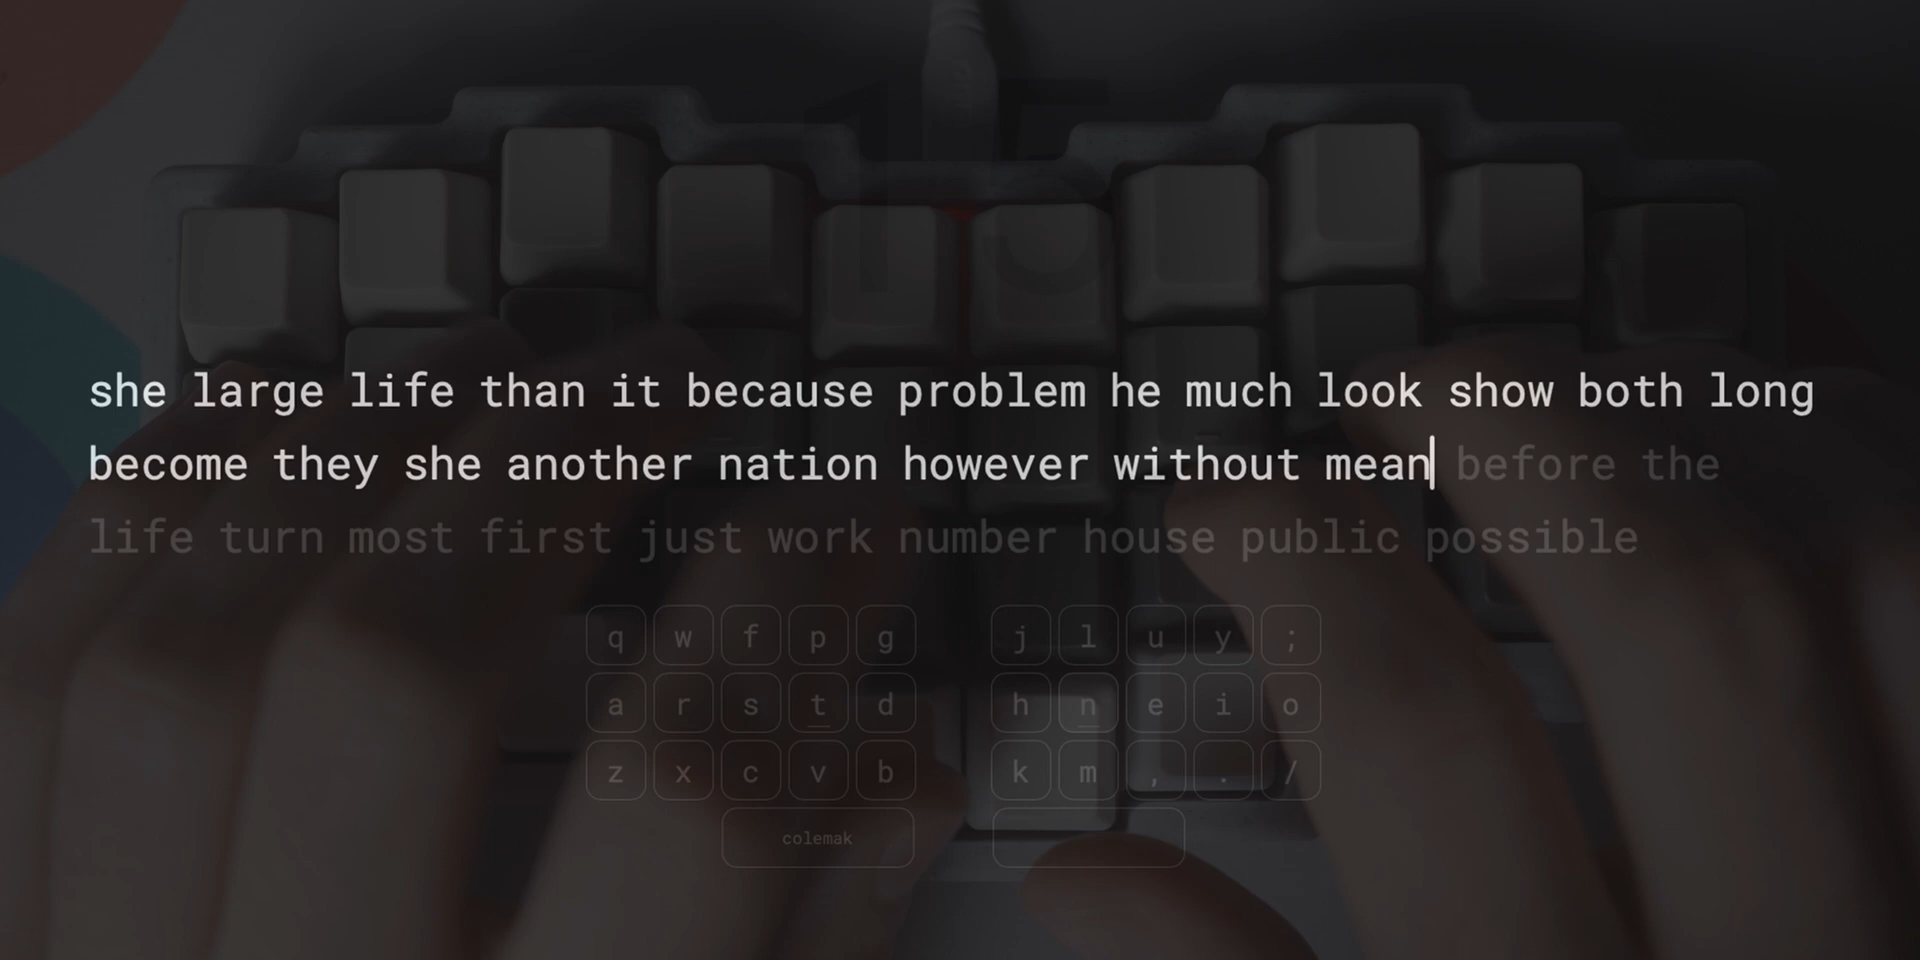 she large life than it because problem he much look show both long
become they she another nation however without mean before the
life turn most first just work number house public possible
q w f p g j l u y ;
a r s t d h n e i o
z x c v b k m , . /
colemak